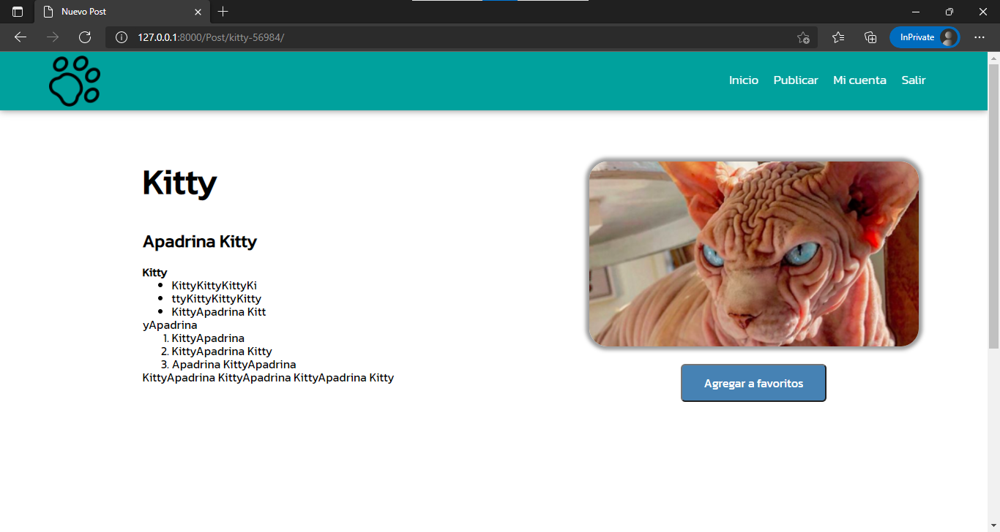 Nuevo Post
127.0.0.1:8000/Post/kitty-56984/
InPrivate
Inicio Publicar Mi cuenta Salir
Kitty
Apadrina Kitty
Kitty
• KittyKittyKittyKi
• ttyKittyKittyKitty
• KittyApadrina Kitt
yApadrina
1. KittyApadrina
2. KittyApadrina Kitty
3. Apadrina KittyApadrina
KittyApadrina KittyApadrina KittyApadrina Kitty
Agregar a favoritos